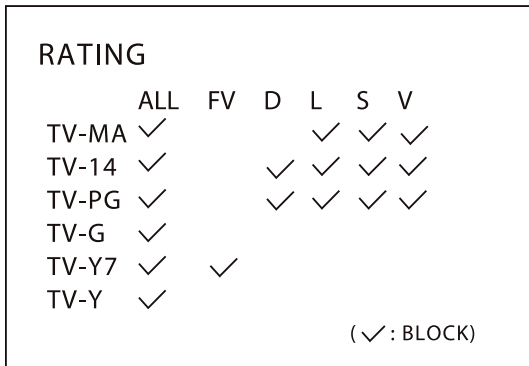 RATING
ALL FV D L S V
TV-MA ✓ ✓ ✓ ✓
TV-14 ✓ ✓ ✓ ✓ ✓
TV-PG ✓ ✓ ✓ ✓ ✓
TV-G ✓
TV-Y7 ✓ ✓
TV-Y ✓
(✓: BLOCK)